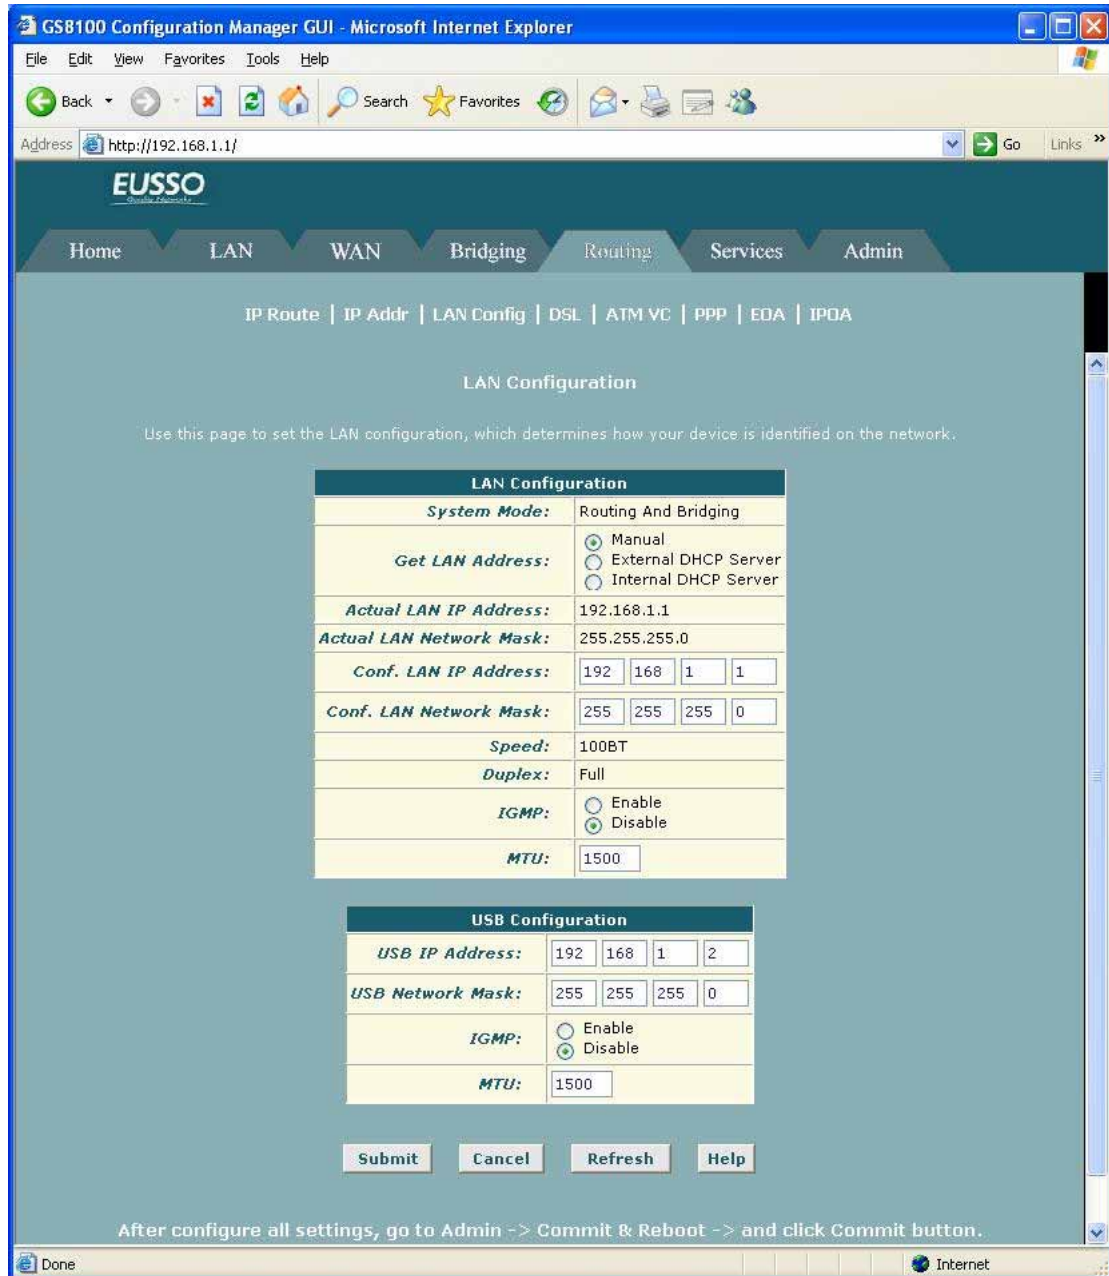 GS8100 Configuration Manager GUI - Microsoft Internet Explorer
File Edit View Favorites Tools Help
Back Search Favorites
Address http://192.168.1.1/ Go Links »
EUSSO
Home LAN WAN Bridging Routing Services Admin
IP Route | IP Addr | LAN Config | DSL | ATM VC | PPP | EOA | IPOA
LAN Configuration
Use this page to set the LAN configuration, which determines how your device is identified on the network.
LAN Configuration
System Mode: Routing And Bridging
Get LAN Address: Manual
External DHCP Server
Internal DHCP Server
Actual LAN IP Address: 192.168.1.1
Actual LAN Network Mask: 255.255.255.0
Conf. LAN IP Address: 192 168 1 1
Conf. LAN Network Mask: 255 255 255 0
Speed: 100BT
Duplex: Full
IGMP: Enable
Disable
MTU: 1500
USB Configuration
USB IP Address: 192 168 1 2
USB Network Mask: 255 255 255 0
IGMP: Enable
Disable
MTU: 1500
Submit Cancel Refresh Help
After configure all settings, go to Admin -> Commit & Reboot -> and click Commit button.
Done Internet